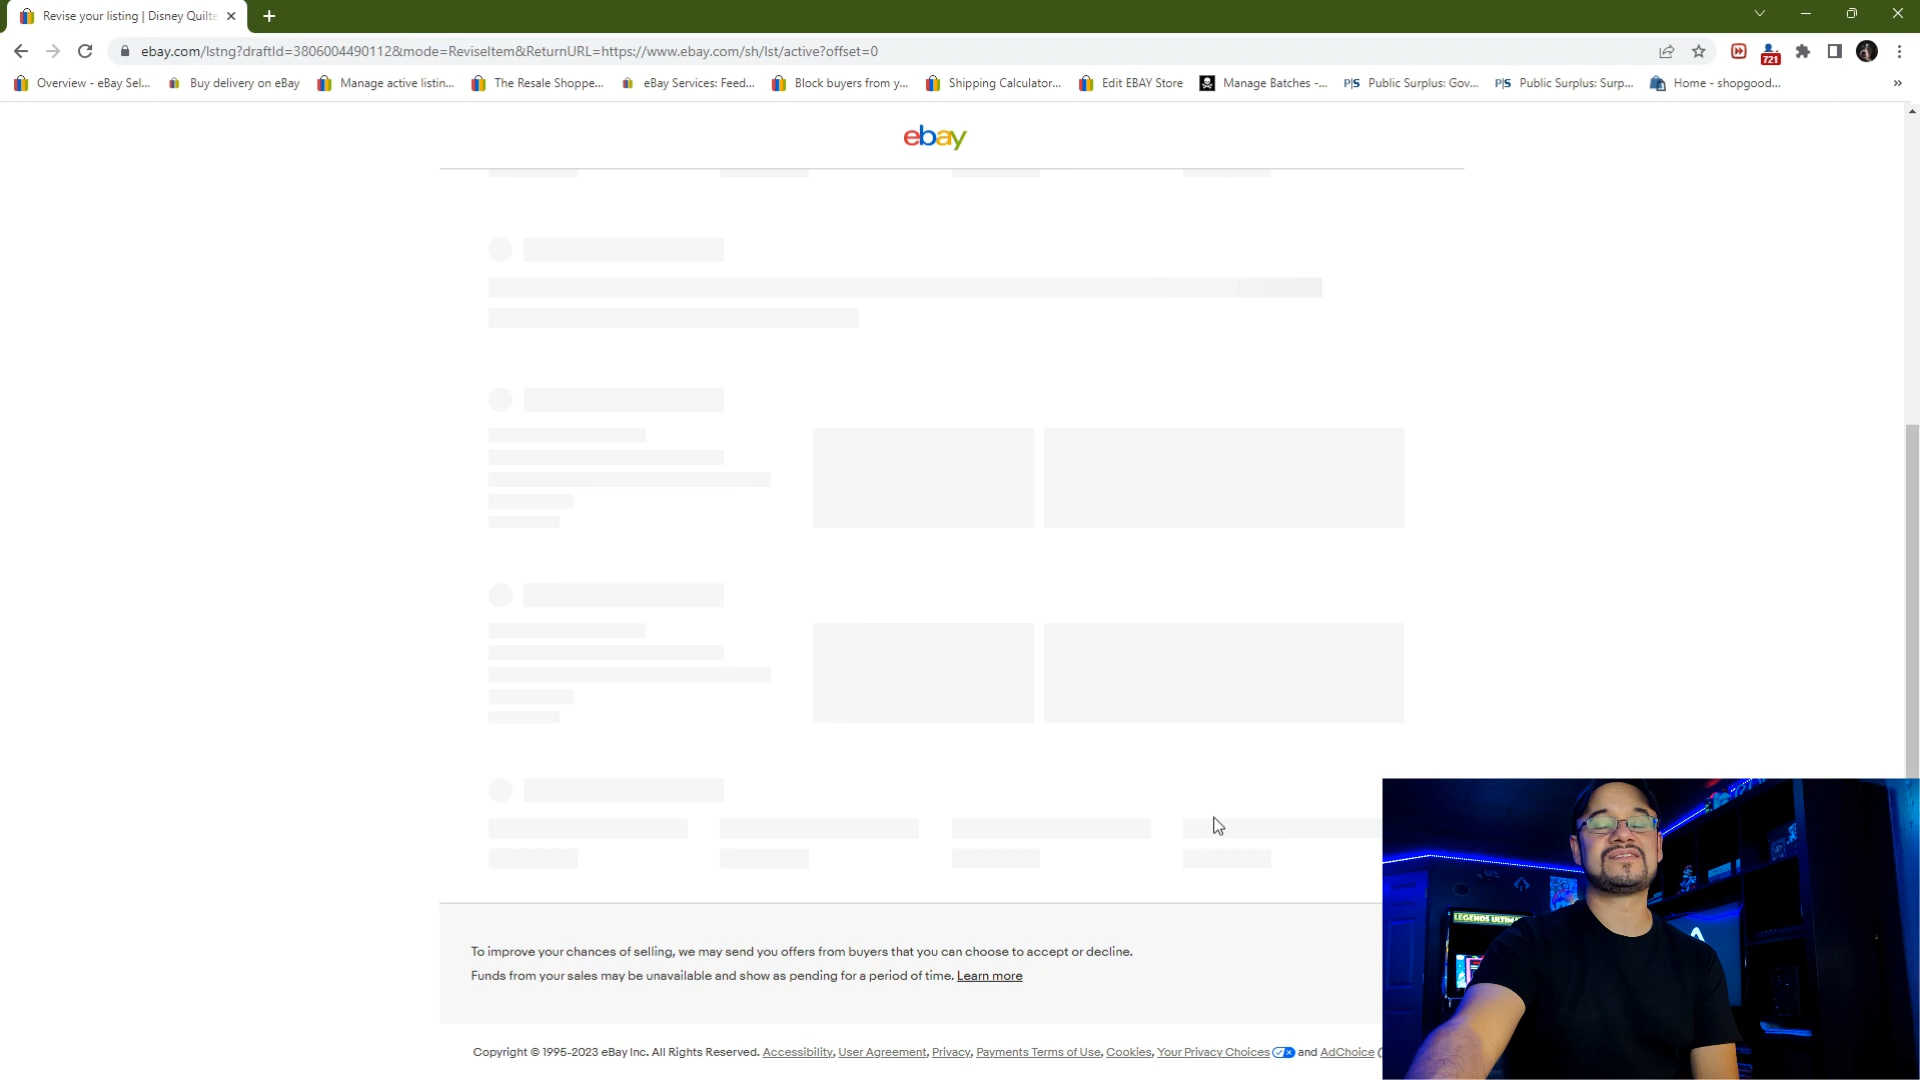 Revise your listing | Disney Quilte
ebay.com/lstng?draftId=3806004490112&mode=ReviseItem&ReturnURL=https://www.ebay.com/sh/lst/active?offset=0
721
Overview - eBay Sel... Buy delivery on eBay Manage active listin... The Resale Shoppe... eBay Services: Feed... Block buyers from y... Shipping Calculator... Edit EBAY Store Manage Batches -... P|S Public Surplus: Gov... P|S Public Surplus: Surp... Home - shopgood... »
ebay
LEGENDS ULTIM
To improve your chances of selling, we may send you offers from buyers that you can choose to accept or decline.
Funds from your sales may be unavailable and show as pending for a period of time. Learn more
Copyright © 1995-2023 eBay Inc. All Rights Reserved. Accessibility, User Agreement, Privacy, Payments Terms of Use, Cookies, Your Privacy Choices and AdChoice